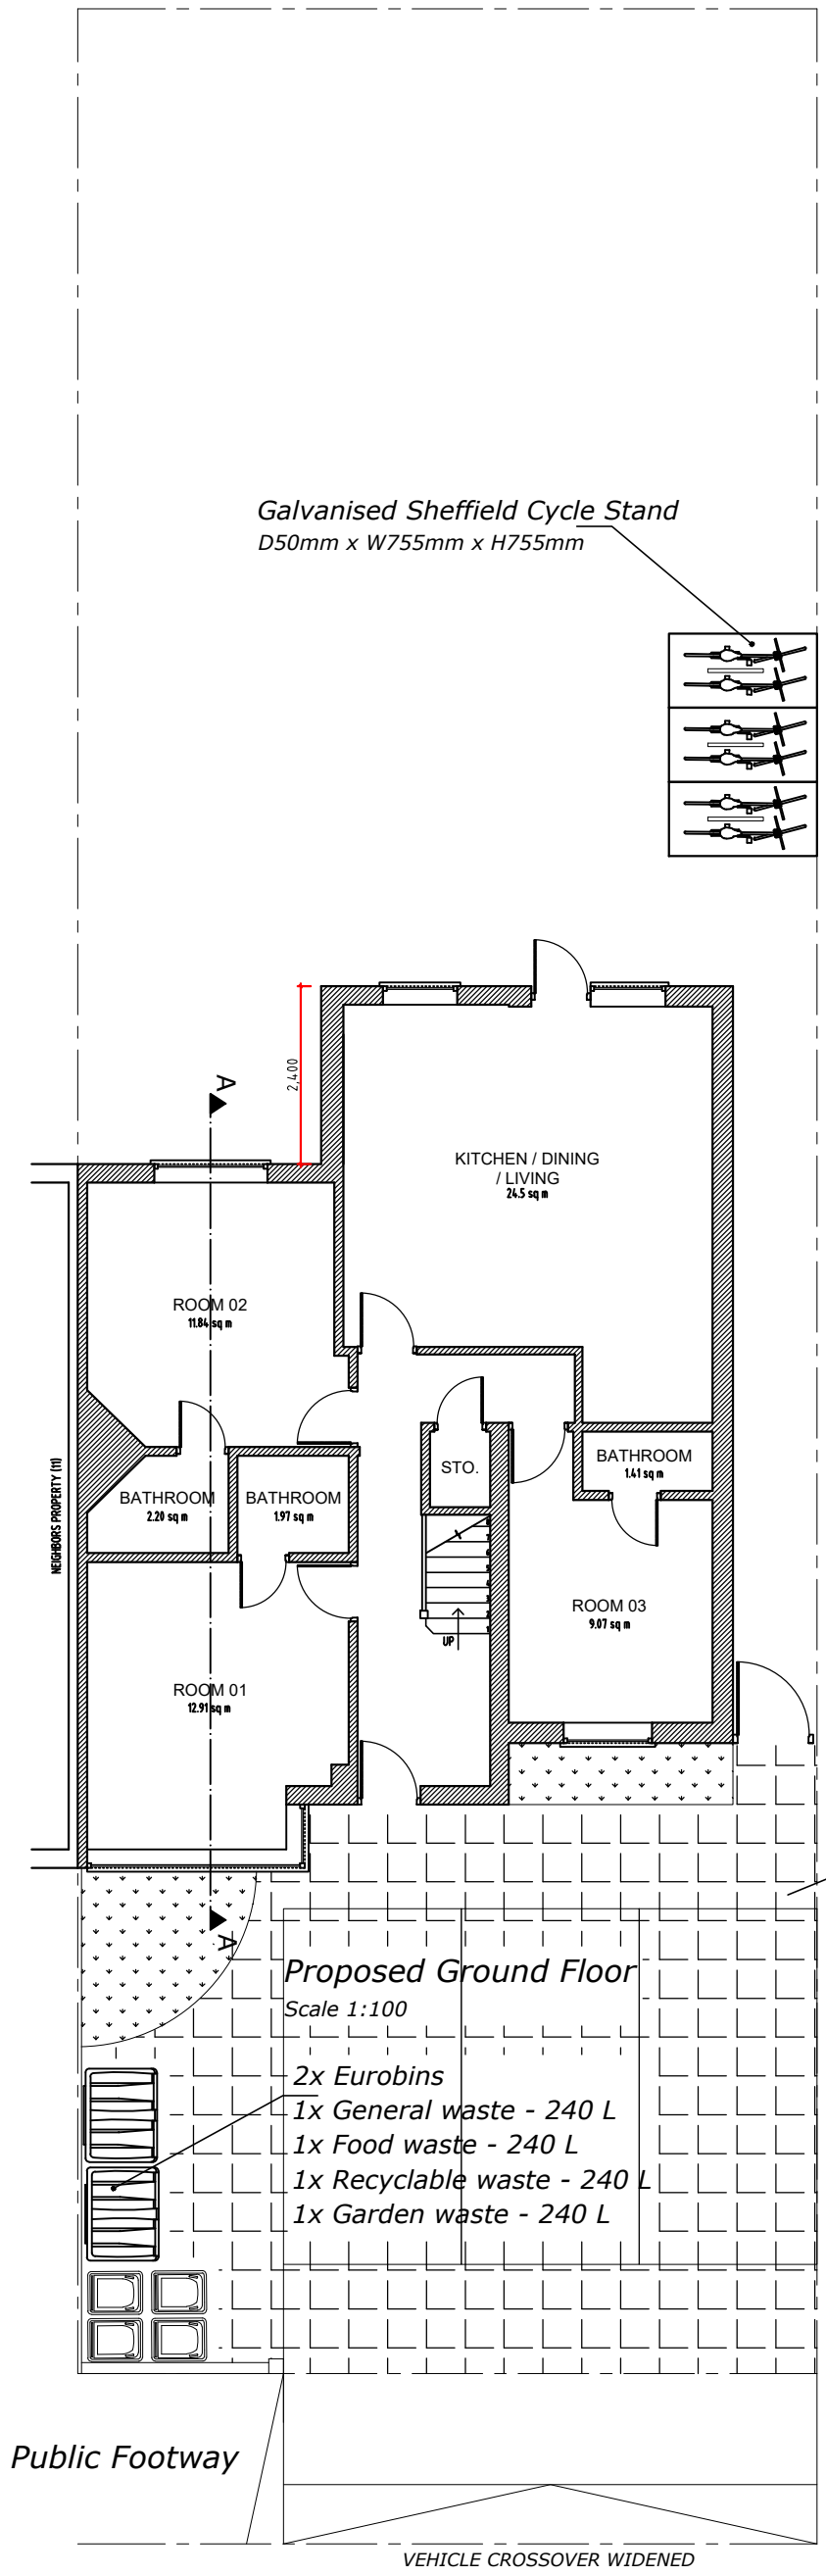 Galvanised Sheffield Cycle Stand
D50mm x W755mm x H755mm
2,400
A
KITCHEN / DINING
/ LIVING
24.5 sq m
ROOM 02
11.84 sq m
STO.
BATHROOM
1.41 sq m
BATHROOM
2.20 sq m
BATHROOM
1.97 sq m
NEIGHBORS PROPERTY (11)
ROOM 03
9.07 sq m
UP
ROOM 01
12.91 sq m
A
Proposed Ground Floor
Scale 1:100
2x Eurobins
1x General waste - 240 L
1x Food waste - 240 L
1x Recyclable waste - 240 L
1x Garden waste - 240 L
Public Footway
VEHICLE CROSSOVER WIDENED